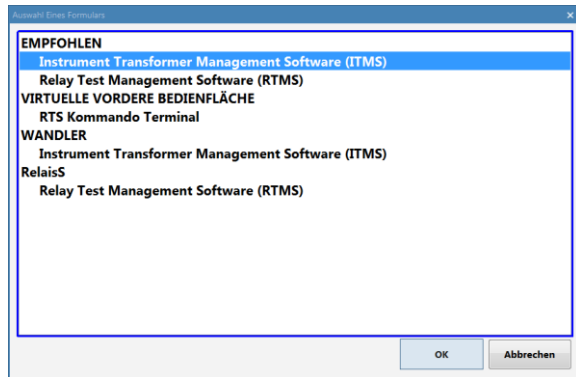 Auswahl Eines Formulars
EMPFOHLEN
Instrument Transformer Management Software (ITMS)
Relay Test Management Software (RTMS)
VIRTUELLE VORDERE BEDIENFLÄCHE
RTS Kommando Terminal
WANDLER
Instrument Transformer Management Software (ITMS)
RelaisS
Relay Test Management Software (RTMS)
OK Abbrechen